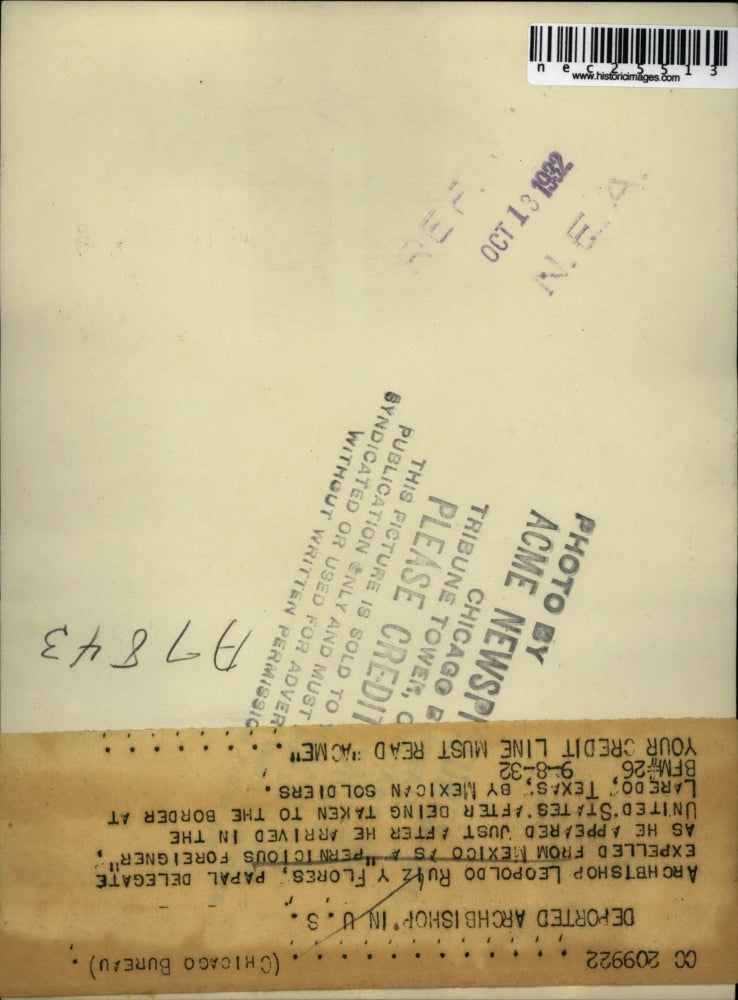 nec25513
www.historicimages.com
REF.
OCT 13 1932
N.E.A.
PHOTO BY
ACME NEWSPI
CHICAGO B
TRIBUNE TOWER, C
PLEASE CREDIT
THIS PICTURE IS SOLD TO
PUBLICATION ONLY AND MUST
SYNDICATED OR USED FOR ADVER
WITHOUT WRITTEN PERMISSIO
A7843
CC 209922 . . . . . . . . . . . . (CHICAGO BUREAU) .
DEPORTED ARCHBISHOP IN U. S.
ARCHBISHOP LEOPOLDO RUIZ Y FLORES, PAPAL DELEGATE
EXPELLED FROM MEXICO AS A "PERNICIOUS FOREIGNER",
AS HE APPEARED JUST AFTER HE ARRIVED IN THE
UNITED STATES AFTER BEING TAKEN TO THE BORDER AT
LAREDO, TEXAS, BY MEXICAN SOLDIERS.
BFM #26 9-8-32
YOUR CREDIT LINE MUST READ "ACME" . . . . . . .